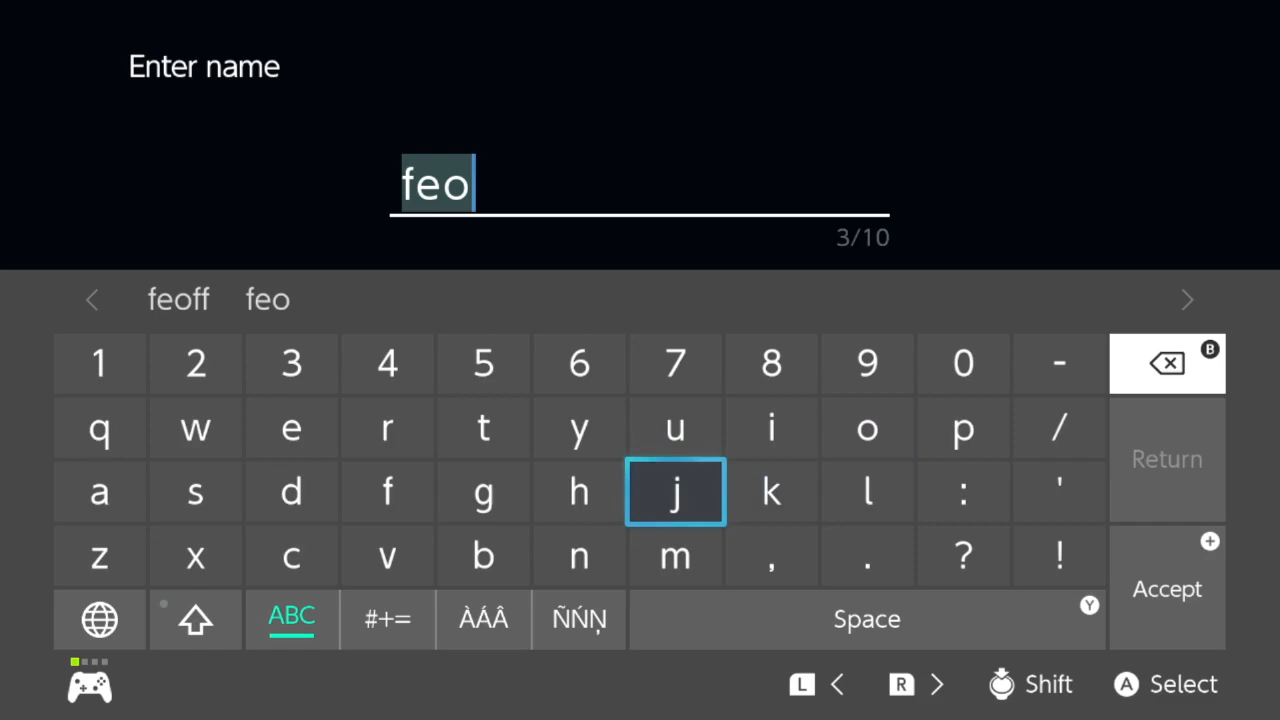 Enter name
feo
3/10
< feoff feo >
1 2 3 4 5 6 7 8 9 0 - B
q w e r t y u i o p / Return
a s d f g h j k l : '
z x c v b n m , . ? ! + Accept
ABC #+= ÀÁÂ ÑŃŅ Space Y
L < R > Shift A Select